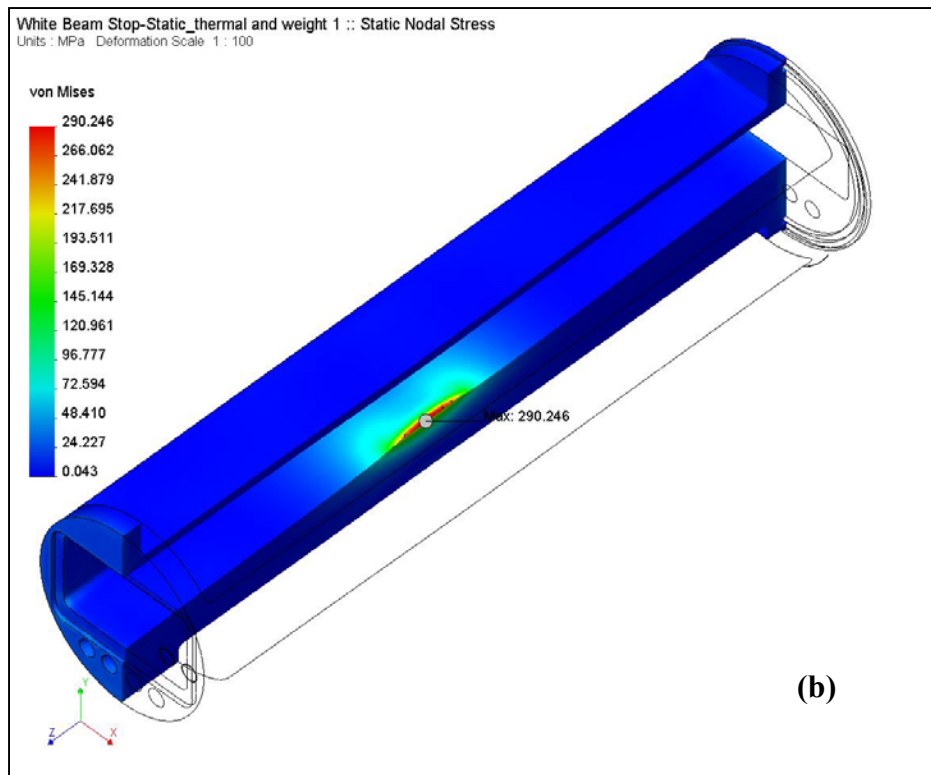 White Beam Stop-Static_thermal and weight 1 :: Static Nodal Stress
Units : MPa   Deformation Scale  1 : 100
von Mises
290.246
266.062
241.879
217.695
193.511
169.328
145.144
120.961
96.777
72.594
48.410
24.227
0.043
Max: 290.246
(b)
Y
Z
X